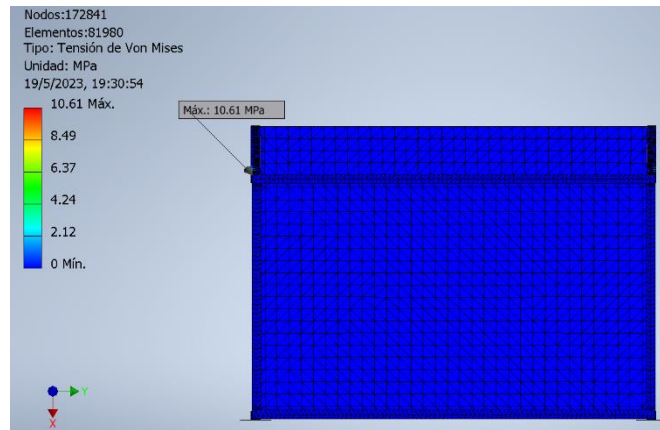 Nodos:172841
Elementos:81980
Tipo: Tensión de Von Mises
Unidad: MPa
19/5/2023, 19:30:54
10.61 Máx.
Máx.: 10.61 MPa
8.49
6.37
4.24
2.12
0 Mín.
Y
X